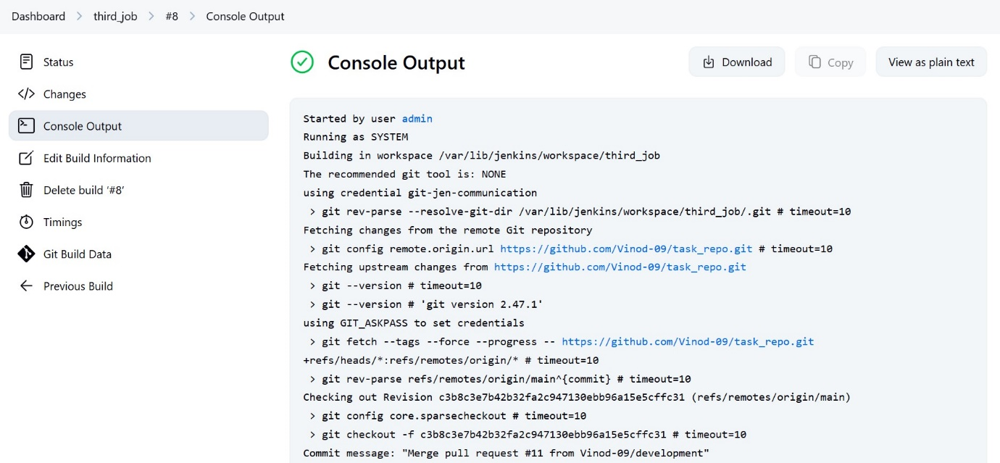 Dashboard > third_job > #8 > Console Output
Status
Changes
Console Output
Edit Build Information
Delete build ‘#8’
Timings
Git Build Data
Previous Build
Console Output
Download
Copy
View as plain text
Started by user admin
Running as SYSTEM
Building in workspace /var/lib/jenkins/workspace/third_job
The recommended git tool is: NONE
using credential git-jen-communication
> git rev-parse --resolve-git-dir /var/lib/jenkins/workspace/third_job/.git # timeout=10
Fetching changes from the remote Git repository
> git config remote.origin.url https://github.com/Vinod-09/task_repo.git # timeout=10
Fetching upstream changes from https://github.com/Vinod-09/task_repo.git
> git --version # timeout=10
> git --version # 'git version 2.47.1'
using GIT_ASKPASS to set credentials
> git fetch --tags --force --progress -- https://github.com/Vinod-09/task_repo.git
+refs/heads/*:refs/remotes/origin/* # timeout=10
> git rev-parse refs/remotes/origin/main^{commit} # timeout=10
Checking out Revision c3b8c3e7b42b32fa2c947130ebb96a15e5cffc31 (refs/remotes/origin/main)
> git config core.sparsecheckout # timeout=10
> git checkout -f c3b8c3e7b42b32fa2c947130ebb96a15e5cffc31 # timeout=10
Commit message: "Merge pull request #11 from Vinod-09/development"